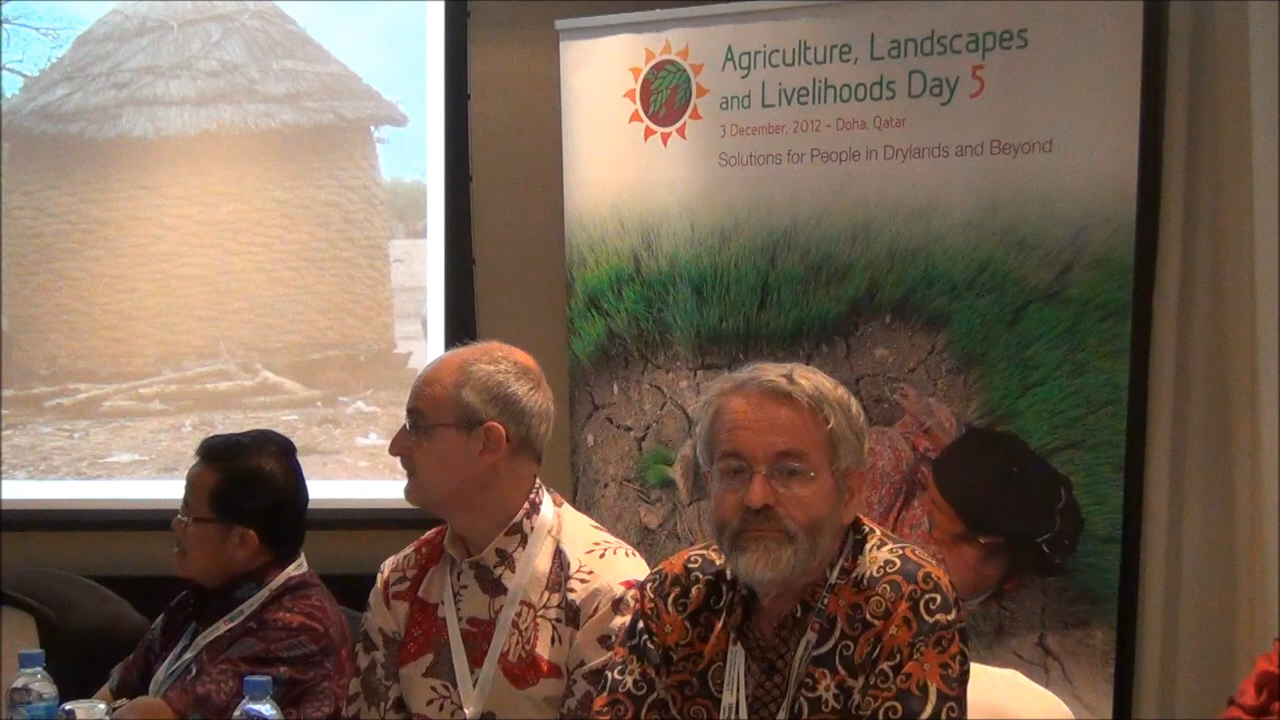 Agriculture, Landscapes
and Livelihoods Day 5
3 December, 2012 - Doha, Qatar
Solutions for People in Drylands and Beyond